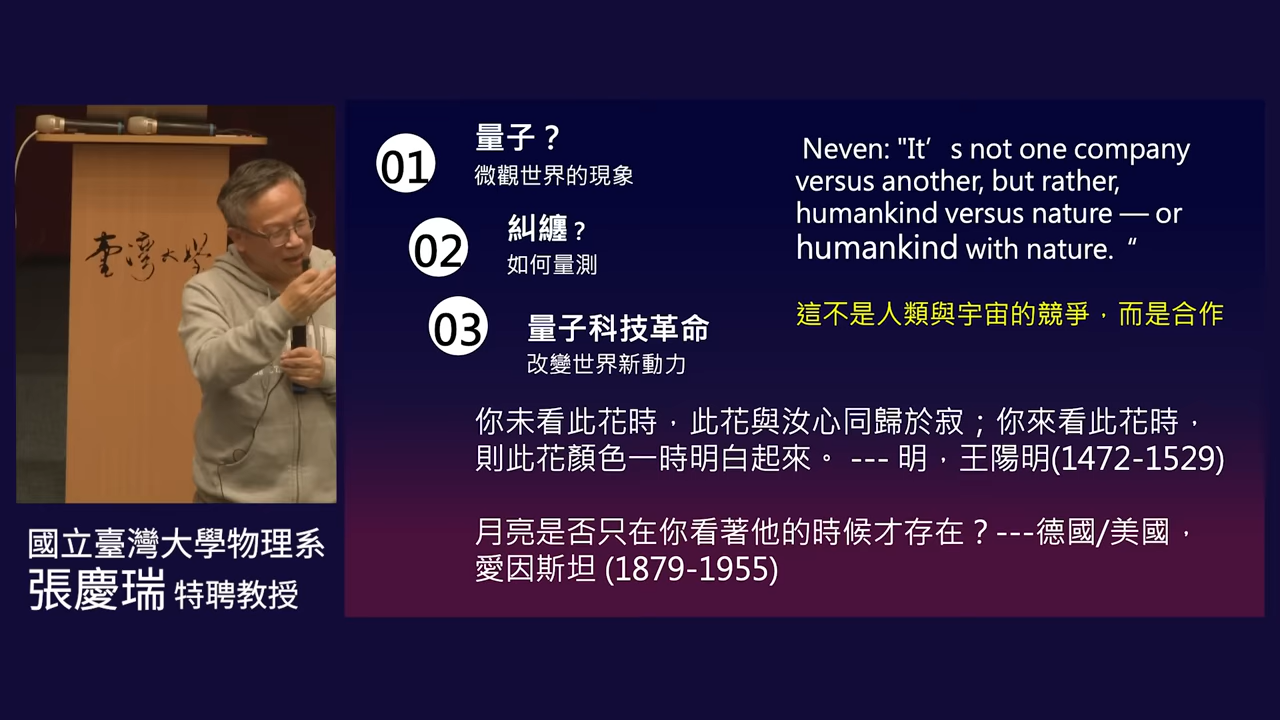 臺灣大學
國立臺灣大學物理系
張慶瑞 特聘教授
01
量子？
微觀世界的現象
02
糾纏？
如何量測
03
量子科技革命
改變世界新動力
Neven: "It’s not one company
versus another, but rather,
humankind versus nature — or
humankind with nature. “
這不是人類與宇宙的競爭，而是合作
你未看此花時，此花與汝心同歸於寂；你來看此花時，
則此花顏色一時明白起來。 --- 明，王陽明(1472-1529)
月亮是否只在你看著他的時候才存在？---德國/美國，
愛因斯坦 (1879-1955)